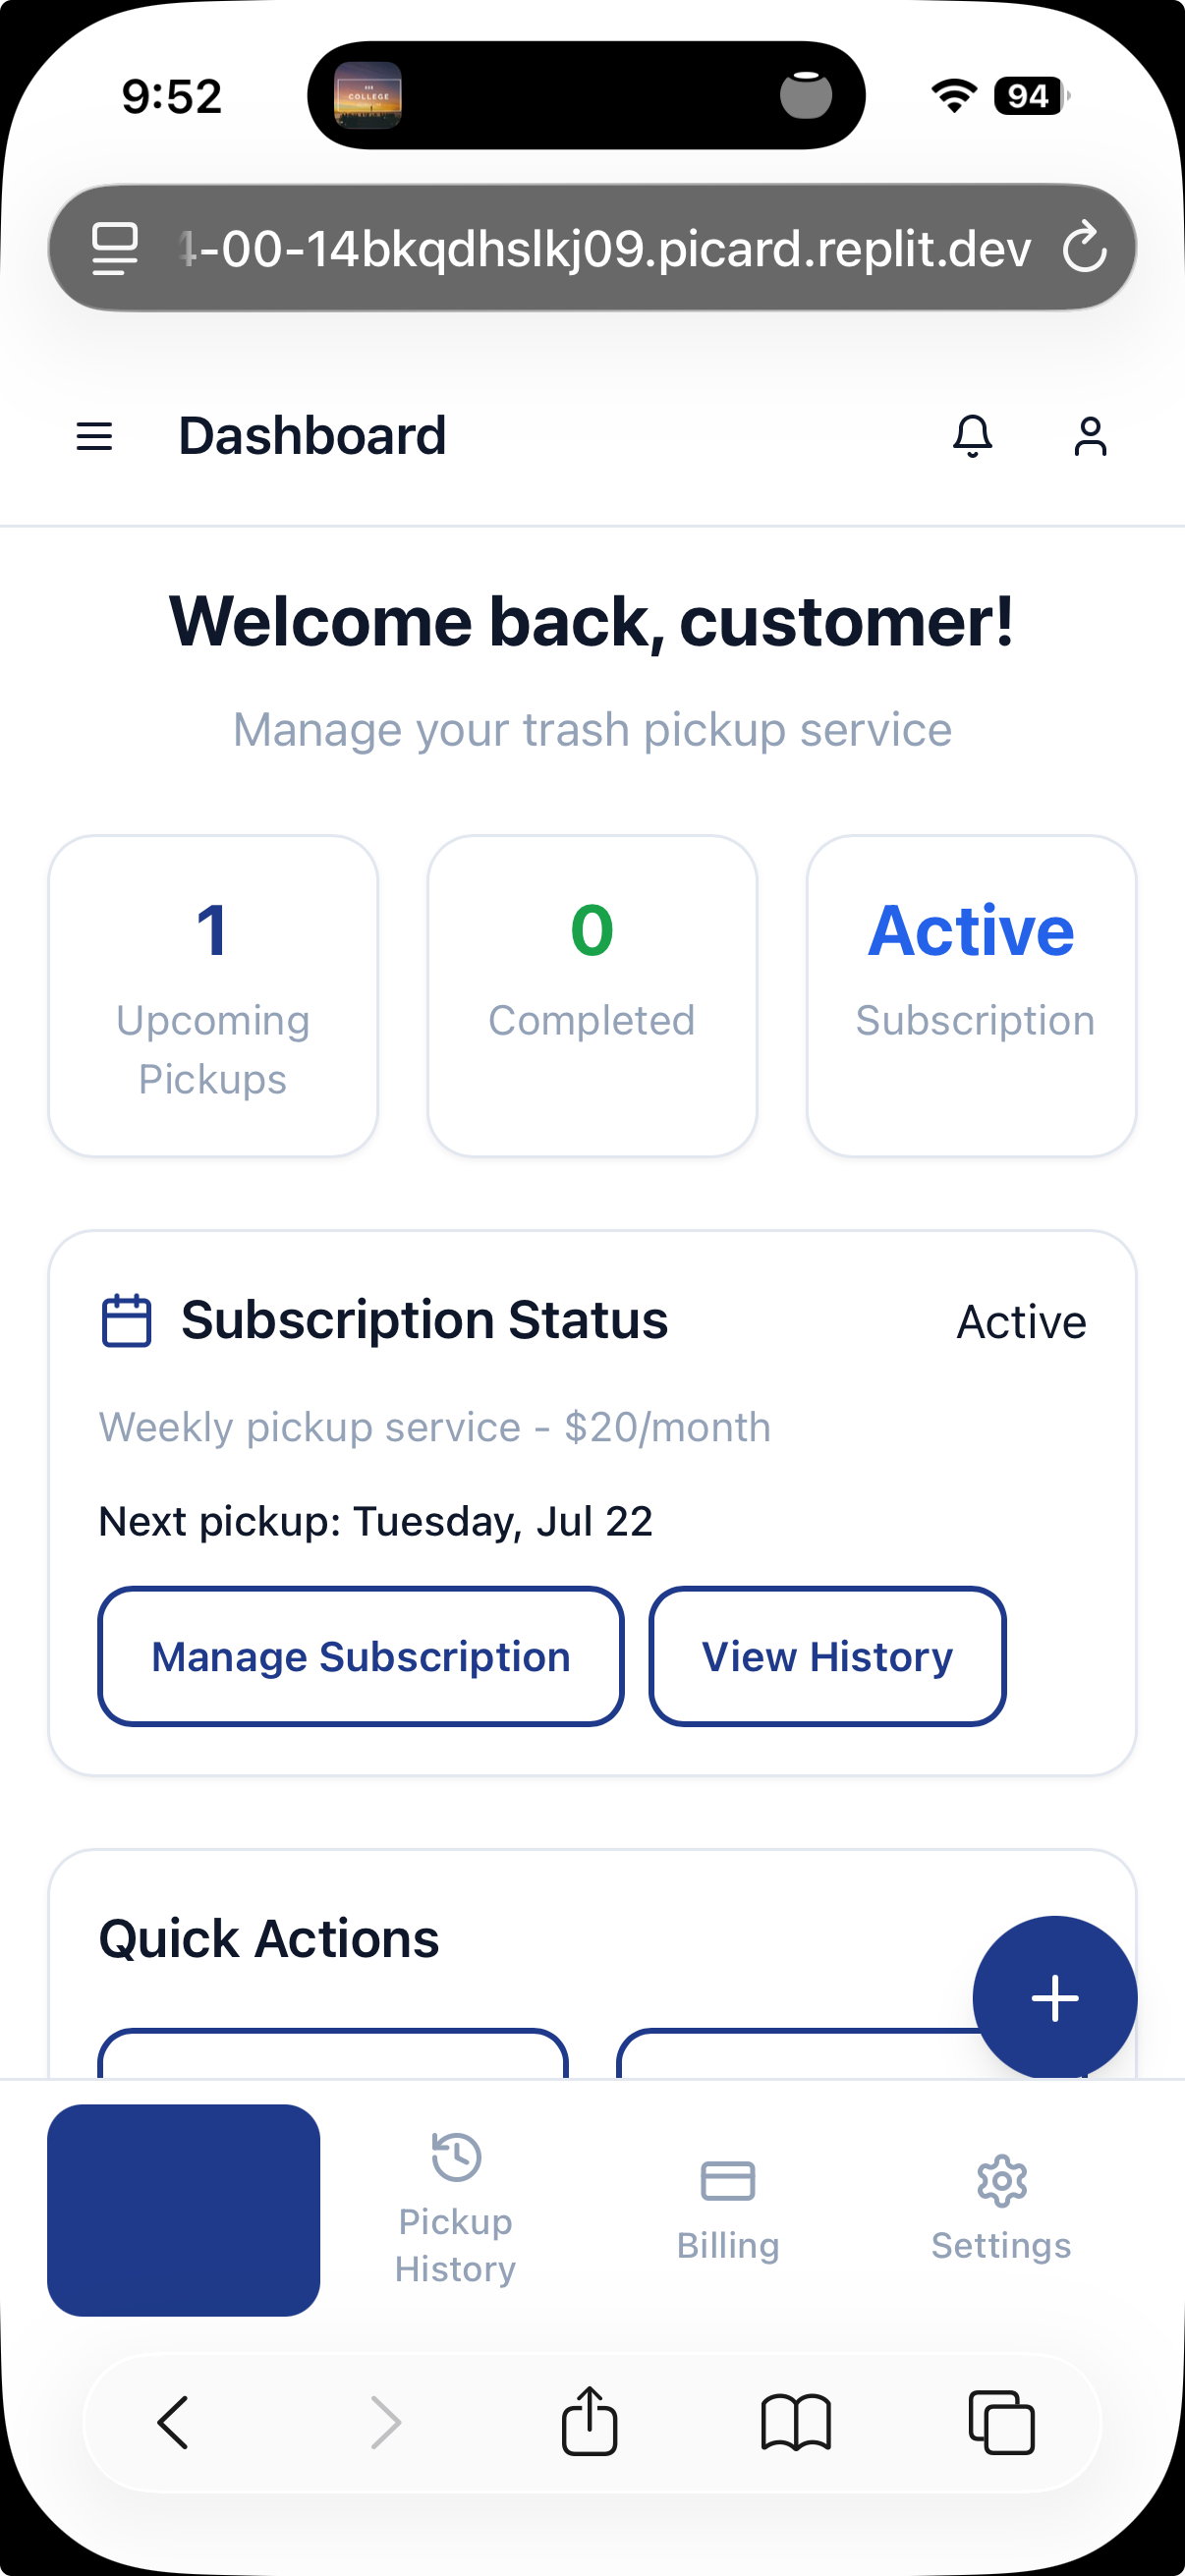 9:52
COLLEGE
94
4-00-14bkqdhslkj09.picard.replit.dev
Dashboard
Welcome back, customer!
Manage your trash pickup service
1
Upcoming
Pickups
0
Completed
Active
Subscription
Subscription Status
Active
Weekly pickup service - $20/month
Next pickup: Tuesday, Jul 22
Manage Subscription
View History
Quick Actions
Pickup
History
Billing
Settings